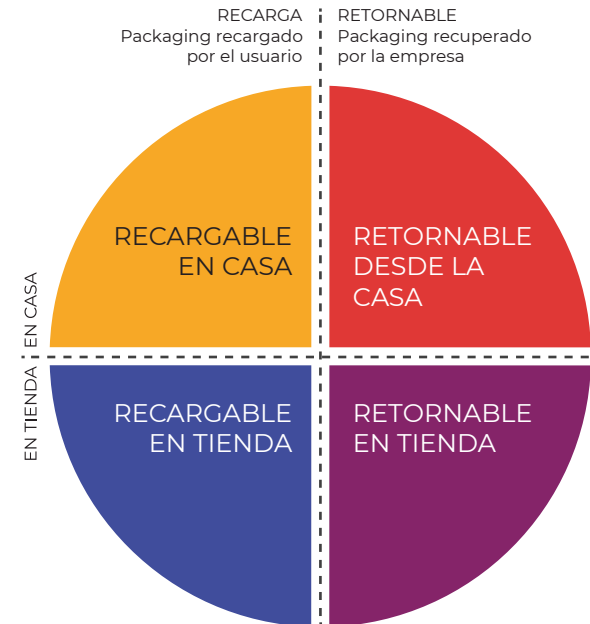 RECARGA
Packaging recargado
por el usuario
RETORNABLE
Packaging recuperado
por la empresa
RECARGABLE
EN CASA
RETORNABLE
DESDE LA
CASA
EN CASA
EN TIENDA
RECARGABLE
EN TIENDA
RETORNABLE
EN TIENDA